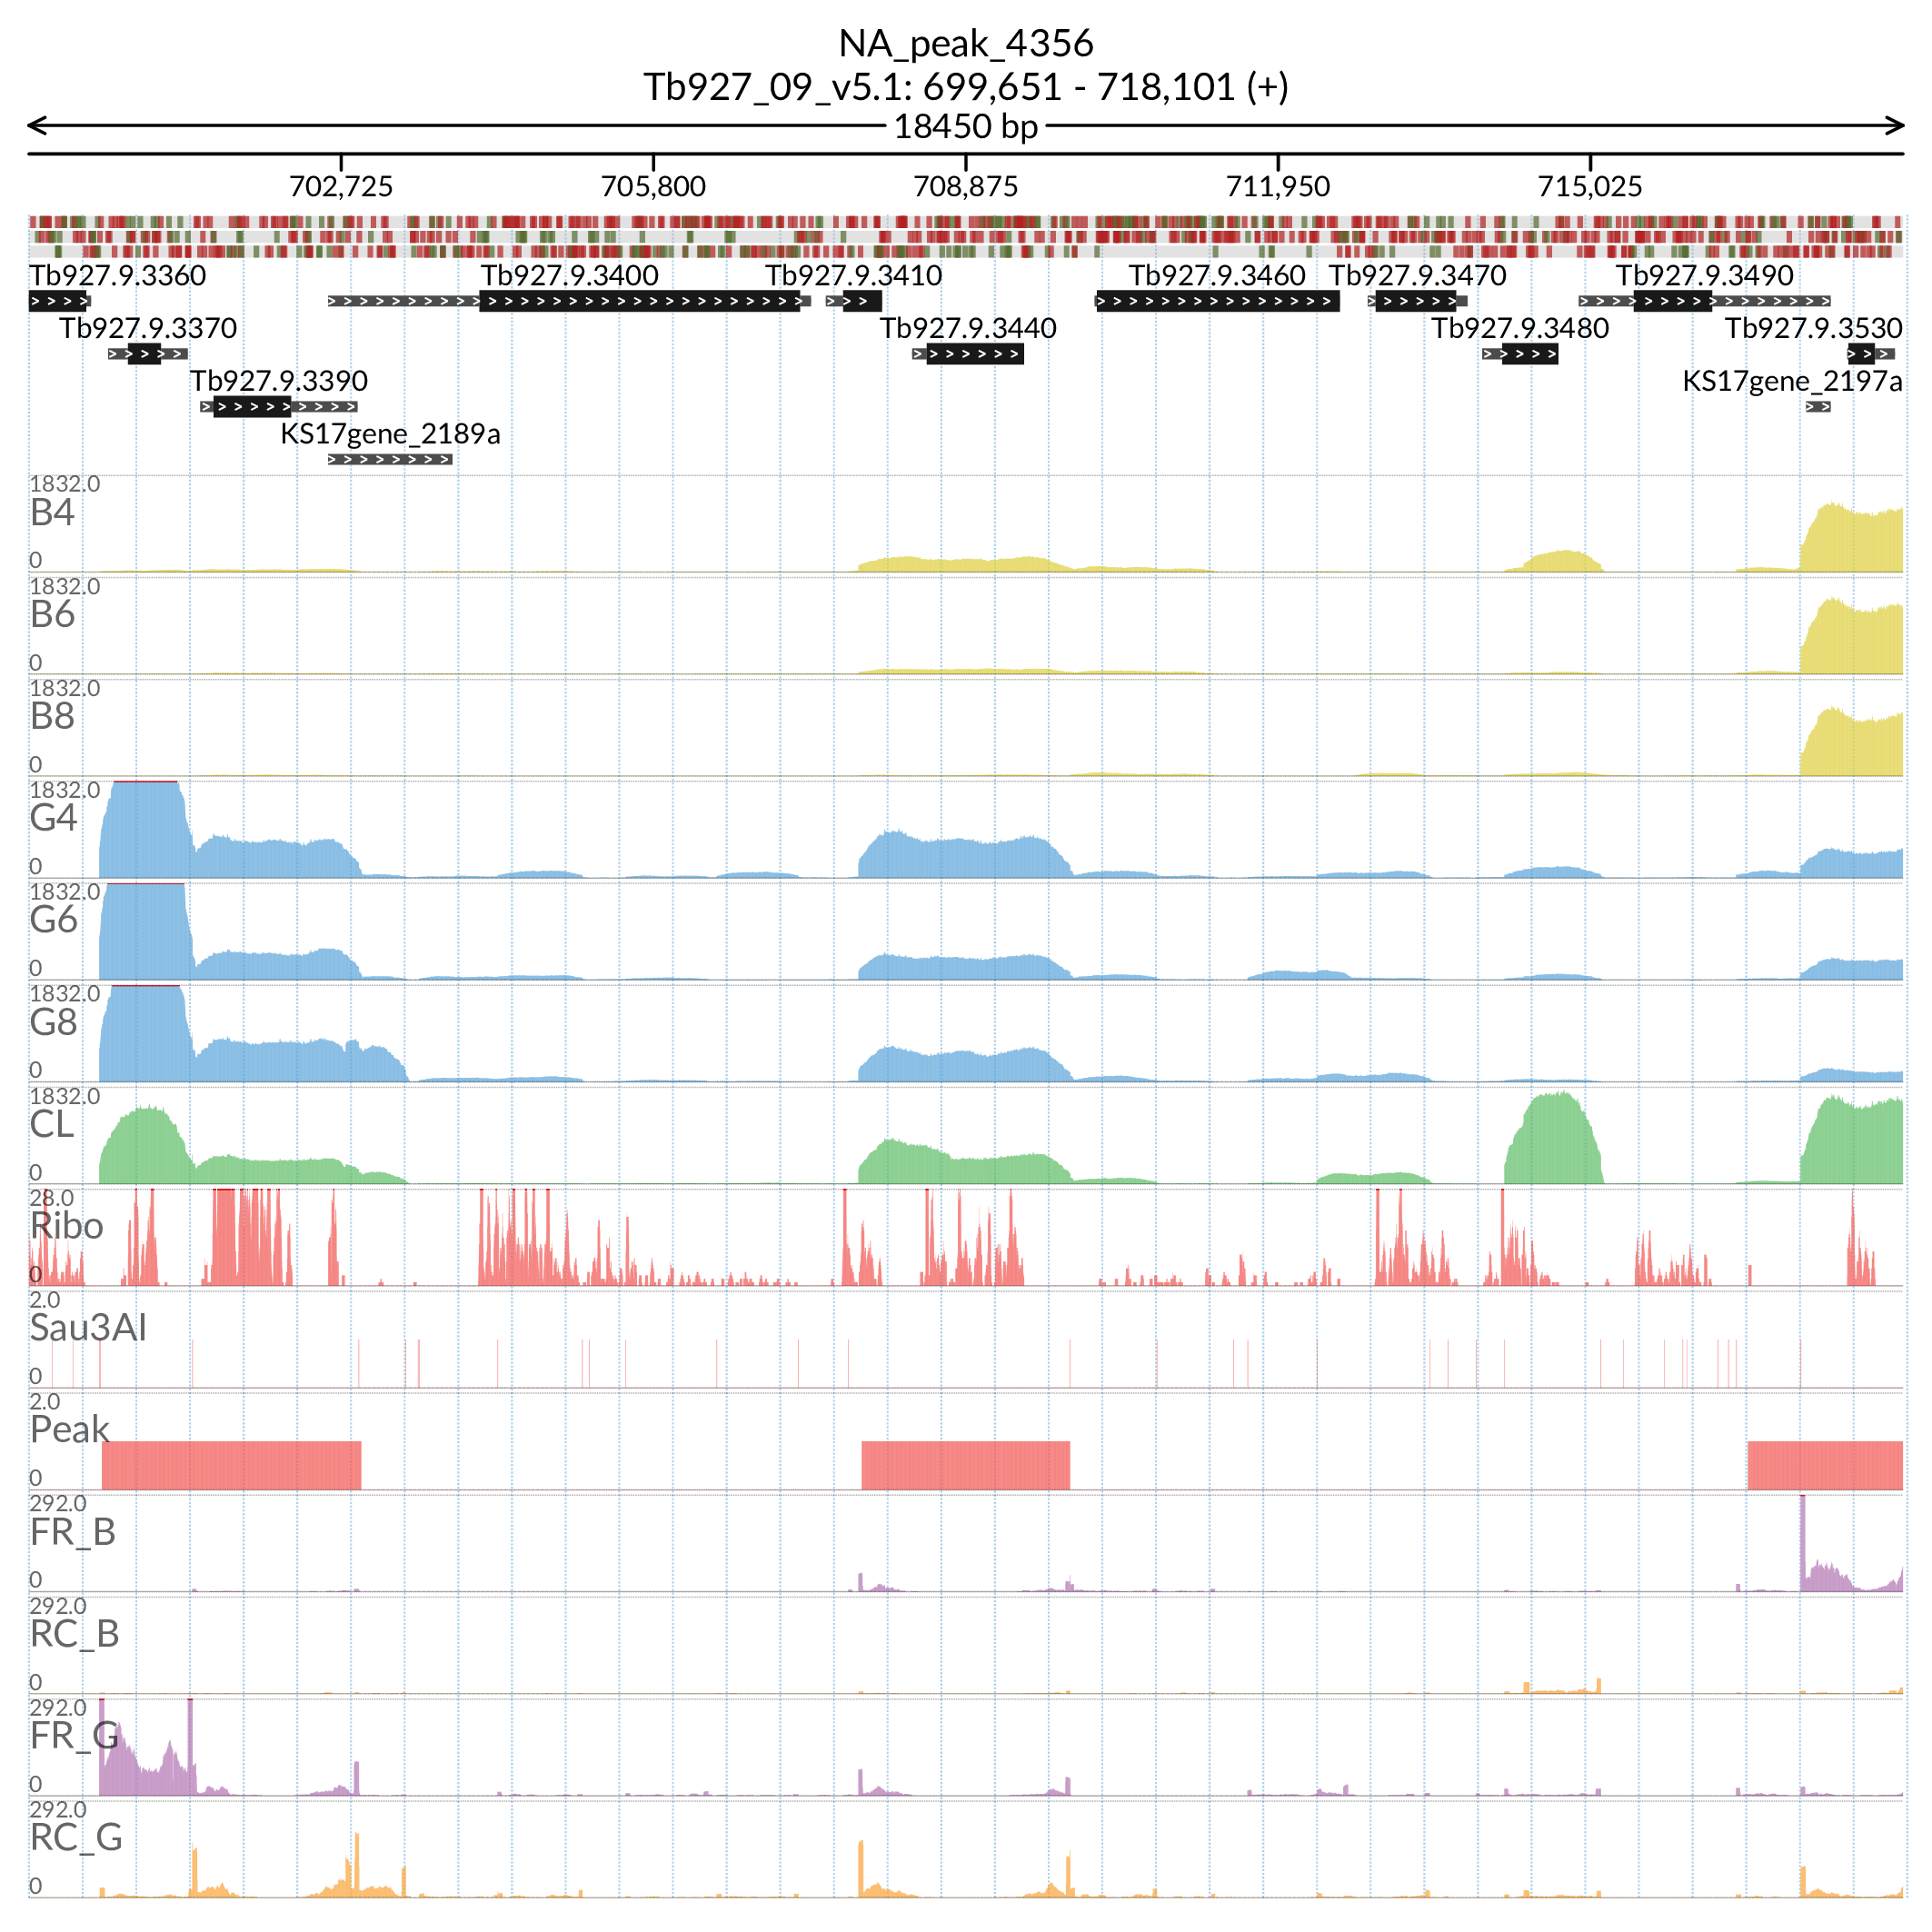 NA_peak_4356
Tb927_09_v5.1: 699,651 - 718,101 (+)
18450 bp
702,725 705,800 708,875 711,950 715,025
Tb927.9.3360 Tb927.9.3400 Tb927.9.3410 Tb927.9.3460 Tb927.9.3470 Tb927.9.3490
Tb927.9.3370 Tb927.9.3440 Tb927.9.3480 Tb927.9.3530
Tb927.9.3390 KS17gene_2197a
KS17gene_2189a
1832.0
B4
0
1832.0
B6
0
1832.0
B8
0
1832.0
G4
0
1832.0
G6
0
1832.0
G8
0
1832.0
CL
0
28.0
Ribo
0
2.0
Sau3AI
0
2.0
Peak
0
292.0
FR_B
0
292.0
RC_B
0
292.0
FR_G
0
292.0
RC_G
0